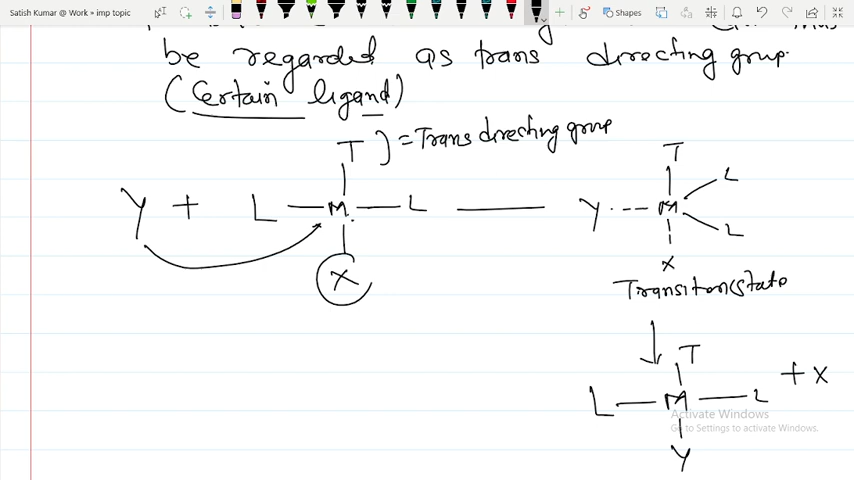 Satish Kumar @ Work » imp topic
Shapes
be regarded as trans directing group.
(Certain ligand)
T ) = Trans directing group
Y + L — M — L
X
T
Y --- M
L
L
X
Transiton state
T
L — M — L + X
Y
Activate Windows
Go to Settings to activate Windows.